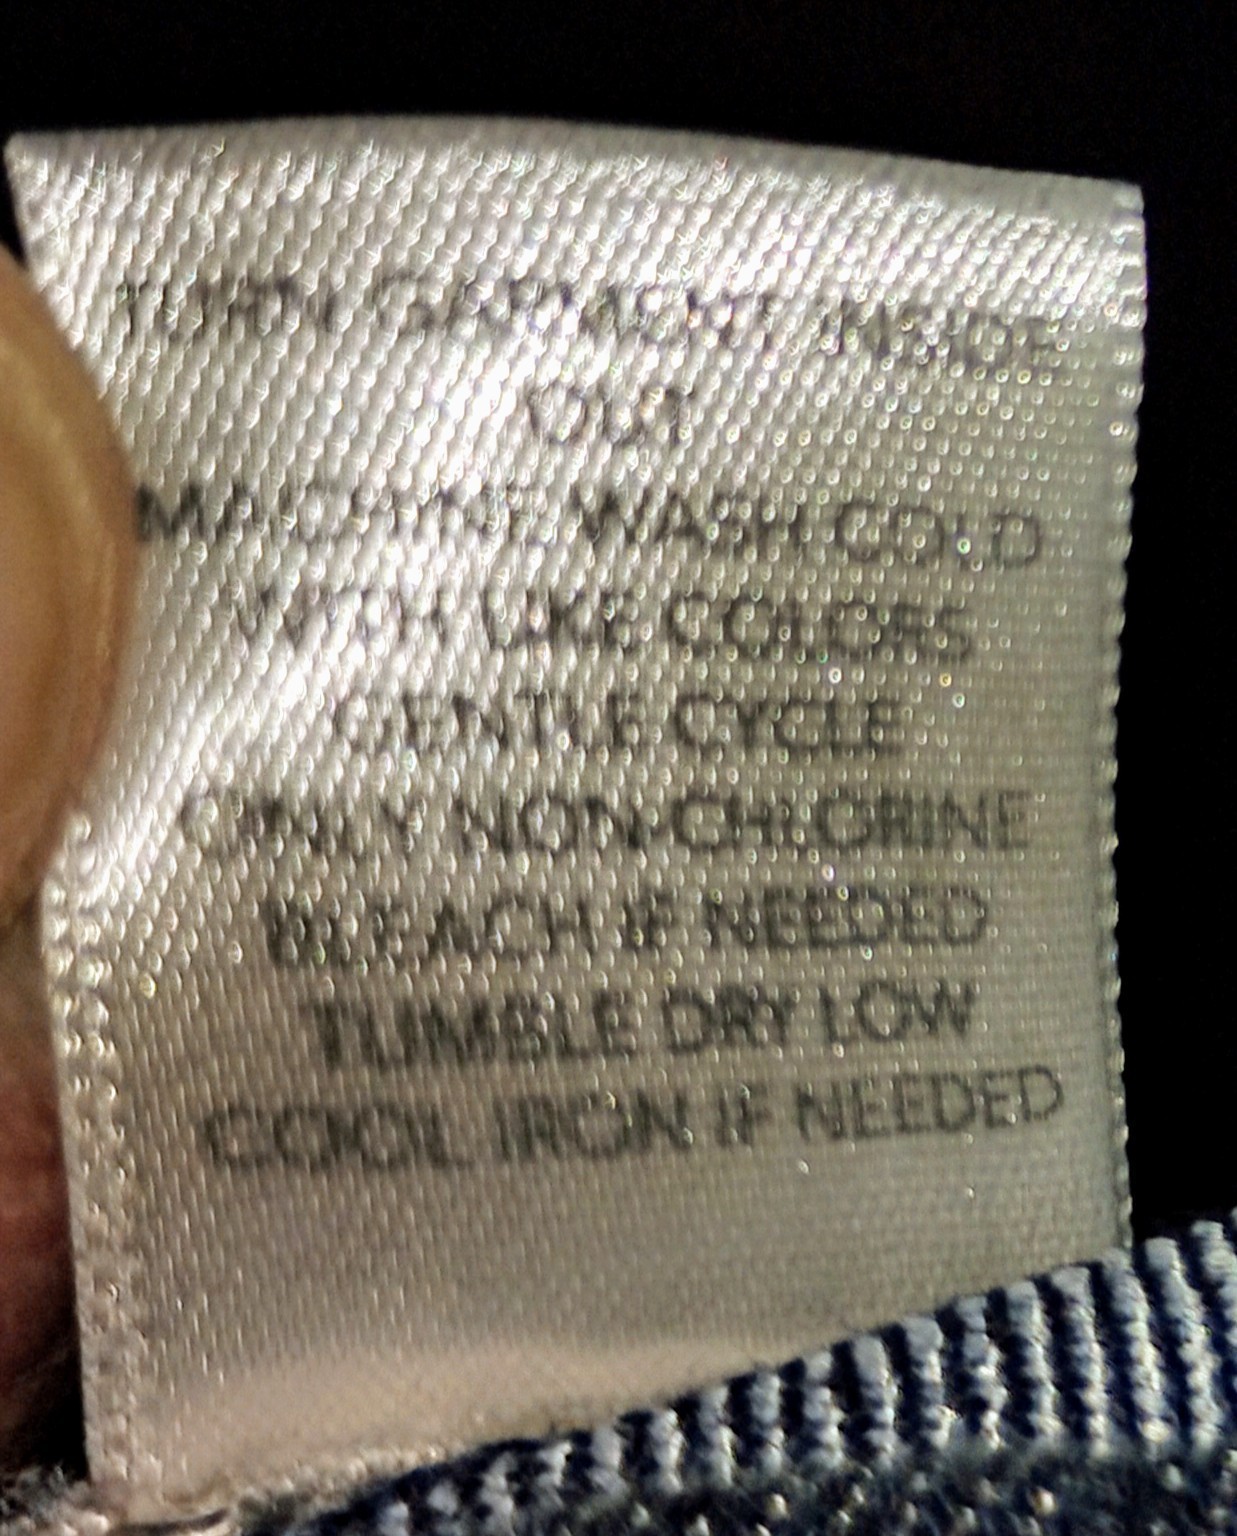 TURN GARMENT INSIDE
OUT
MACHINE WASH COLD
WITH LIKE COLORS
GENTLE CYCLE
ONLY NON-CHLORINE
BLEACH IF NEEDED
TUMBLE DRY LOW
COOL IRON IF NEEDED